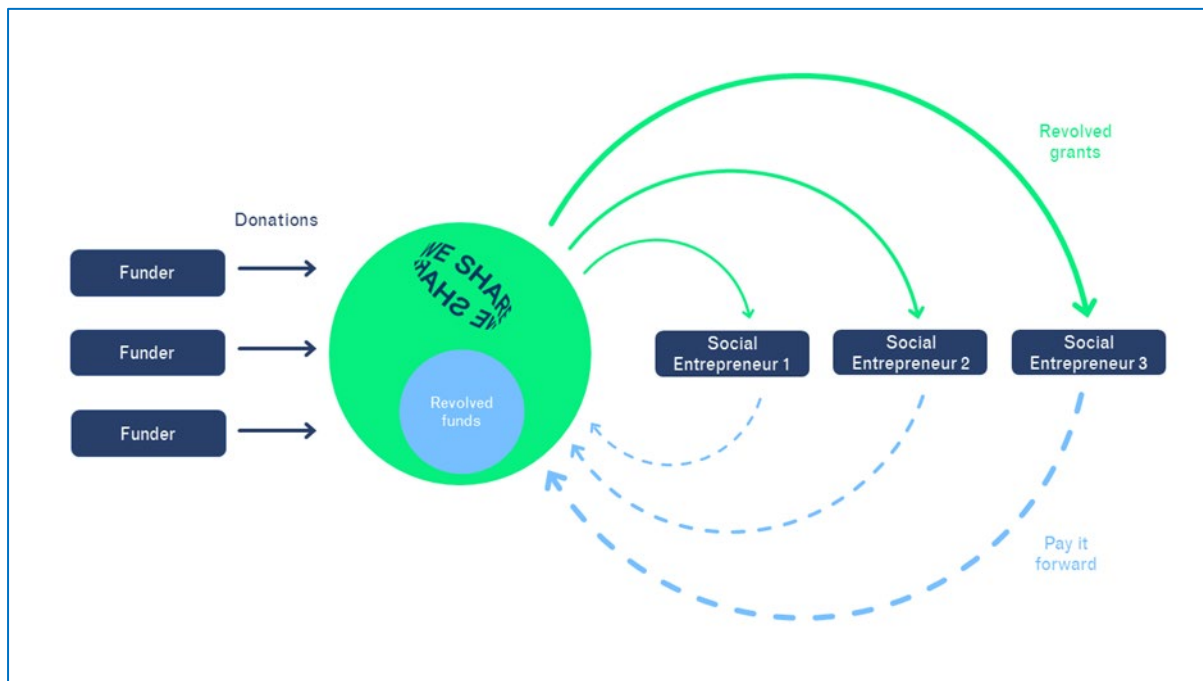 Donations
Funder
Funder
Funder
WE SHARE
WE SHAR
Revolved
funds
Revolved
grants
Social
Entrepreneur 1
Social
Entrepreneur 2
Social
Entrepreneur 3
Pay it
forward